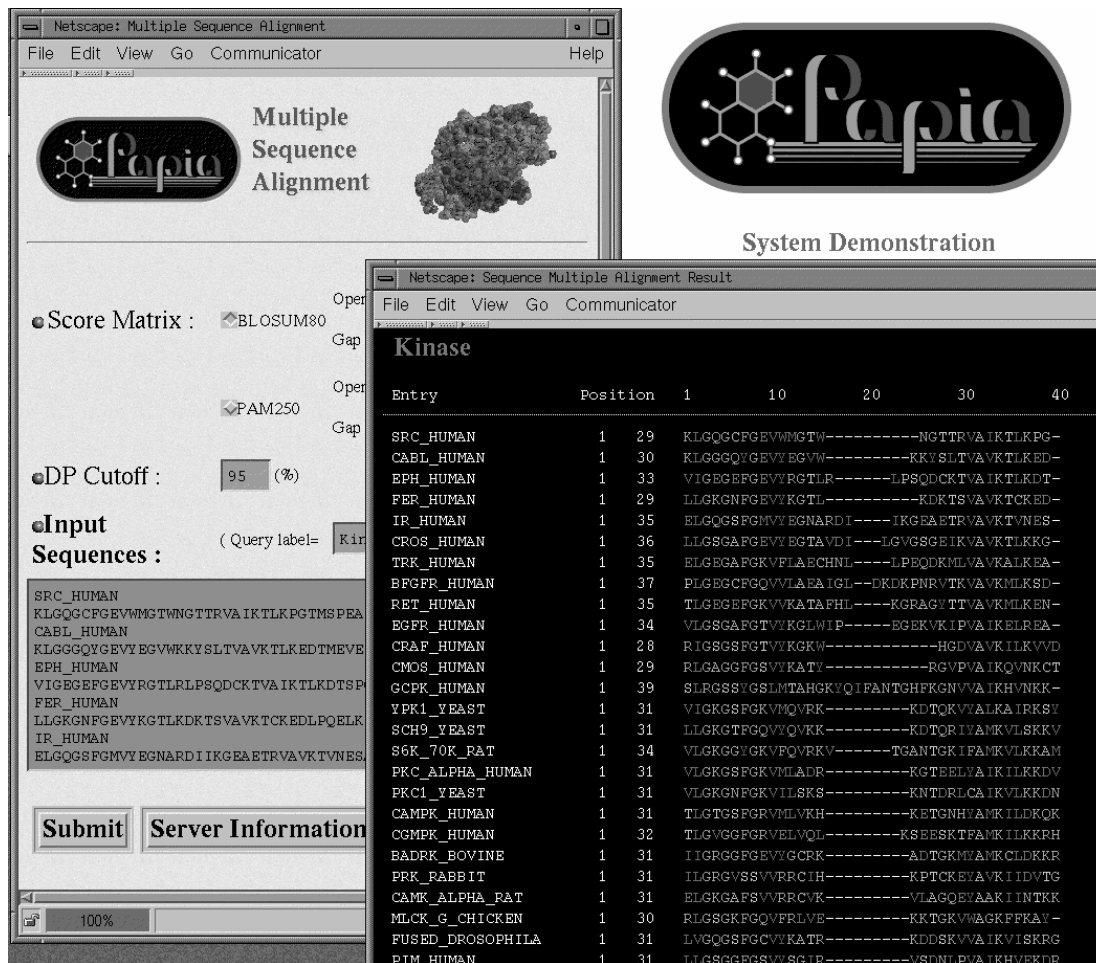 Netscape: Multiple Sequence Alignment
File Edit View Go Communicator Help
Papia
Multiple
Sequence
Alignment
Score Matrix :
BLOSUM80
Gap
PAM250
Gap
DP Cutoff :
95 (%)
Input
Sequences :
( Query label=
SRC_HUMAN
KLGQGCFGEVWMGTWNGTTRVAIKTLKPGTMSPEA
CABL_HUMAN
KLGGGQYGEVYEGVWKKYSLTVAVKTLKEDTMEVE
EPH_HUMAN
VIGEGEFGEVYRGTLRLPSQDCKTVAIKTLKDTSP
FER_HUMAN
LLGKGNFGEVYKGTLKDKTSVAVKTCKEDLPQELK
IR_HUMAN
ELGQGSFGMVYEGNARDIIKGEAETRVAVKTVNES
Submit Server Information
100%
Papia
System Demonstration
Netscape: Sequence Multiple Alignment Result
File Edit View Go Communicator
Kinase
Entry Position 1 10 20 30 40
SRC_HUMAN 1 29 KLGQGCFGEVWMGTW----------NGTTRVAIKTLKPG-
CABL_HUMAN 1 30 KLGGGQYGEVYEGVW---------KKYSLTVAVKTLKED-
EPH_HUMAN 1 33 VIGEGEFGEVYRGTLR------LPSQDCKTVAIKTLKDT-
FER_HUMAN 1 29 LLGKGNFGEVYKGTL----------KDKTSVAVKTCKED-
IR_HUMAN 1 35 ELGQGSFGMVYEGNARDI----IKGEAETRVAVKTVNES-
CROS_HUMAN 1 36 LLGSGAFGEVYEGTAVDI---LGVGSGEIKVAVKTLKKG-
TRK_HUMAN 1 35 ELGEGAFGKVFLAECHNL----LPEQDKMLVAVKALKEA-
BFGFR_HUMAN 1 37 PLGEGCFGQVVLAEAIGL--DKDKPNRVTKVAVKMLKSD-
RET_HUMAN 1 35 TLGEGEFGKVVKATAFHL----KGRAGYTTVAVKMLKEN-
EGFR_HUMAN 1 34 VLGSGAFGTVYKGLWIP-----EGEKVKIPVAIKELREA-
CRAF_HUMAN 1 28 RIGSGSFGTVYKGKW------------HGDVAVKILKVVD
CMOS_HUMAN 1 29 RLGAGGFGSVYKATY-----------RGVPVAIKQVNKCT
GCPK_HUMAN 1 39 SLRGSSYGSLMTAHGKYQIFANTGHFKGNVVAIKHVNKK-
YPK1_YEAST 1 31 VIGKGSFGKVMQVRK---------KDTQKVYALKAIRKSY
SCH9_YEAST 1 31 LLGKGTFGQVYQVKK---------KDTQRIYAMKVLSKKV
S6K_70K_RAT 1 34 VLGKGGYGKVFQVRKV------TGANTGKIFAMKVLKKAM
PKC_ALPHA_HUMAN 1 31 VLGKGSFGKVMLADR---------KGTEELYAIKILKKDV
PKC1_YEAST 1 31 VLGKGNFGKVILSKS---------KNTDRLCAIKVLKKDN
CAMPK_HUMAN 1 31 TLGTGSFGRVMLVKH---------KETGNHYAMKILDKQK
CGMPK_HUMAN 1 32 TLGVGGFGRVELVQL--------KSEESKTFAMKILKKRH
BADRK_BOVINE 1 31 IIGRGGFGEVYGCRK---------ADTGKMYAMKCLDKKR
PRK_RABBIT 1 31 ILGRGVSSVVRRCIH---------KPTCKEYAVKIIDVTG
CAMK_ALPHA_RAT 1 31 ELGKGAFSVVRRCVK---------VLAGQEYAAKIINTKK
MLCK_G_CHICKEN 1 30 RLGSGKFGQVFRLVE---------KKTGKVWAGKFFKAY-
FUSED_DROSOPHILA 1 31 LVGQGSFGCVYKATR---------KDDSKVVAIKVISKRG
PIM_HUMAN 1 31 LLGSGGFGSVYSGIR---------VSDNLPVAIKHVEKDR